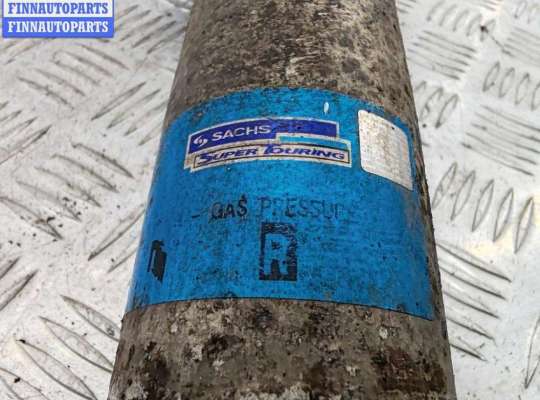 FINNAUTOPARTS
FINNAUTOPARTS
SACHS
SUPER TOURING
GAS PRESSURE
R